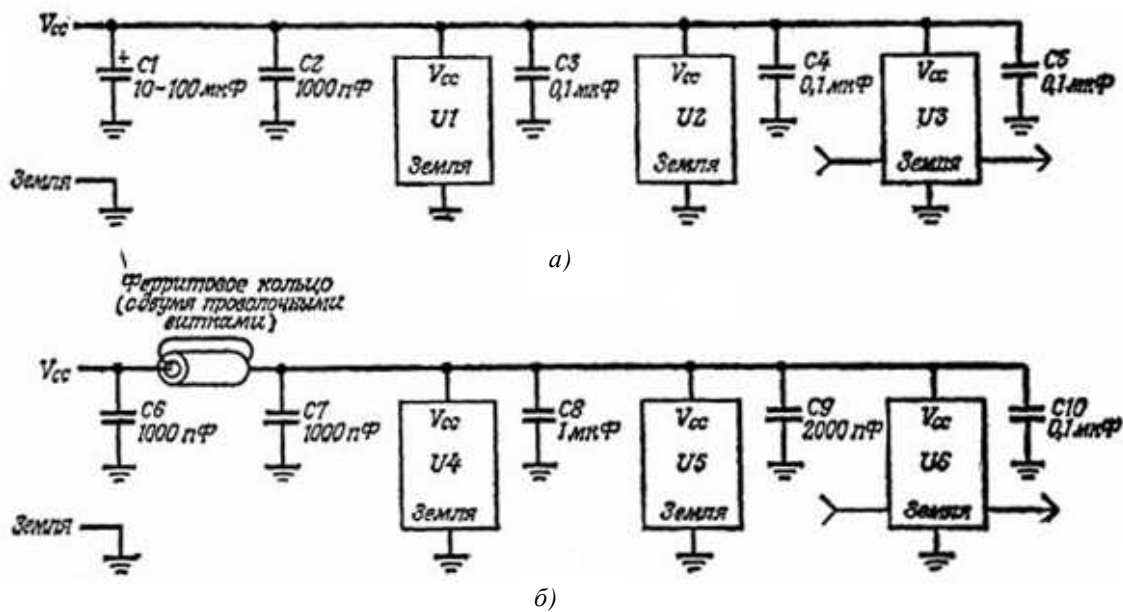 Vcc
C1
10-100 мкФ
C2
1000 пФ
Vcc
U1
Земля
C3
0,1 мкФ
Vcc
U2
Земля
C4
0,1 мкФ
Vcc
U3
Земля
C5
0,1 мкФ
Земля
а)
Ферритовое кольцо
(с двумя проволочными
витками)
Vcc
C6
1000 пФ
C7
1000 пФ
Vcc
U4
Земля
C8
1 мкФ
Vcc
U5
Земля
C9
2000 пФ
Vcc
U6
Земля
C10
0,1 мкФ
Земля
б)